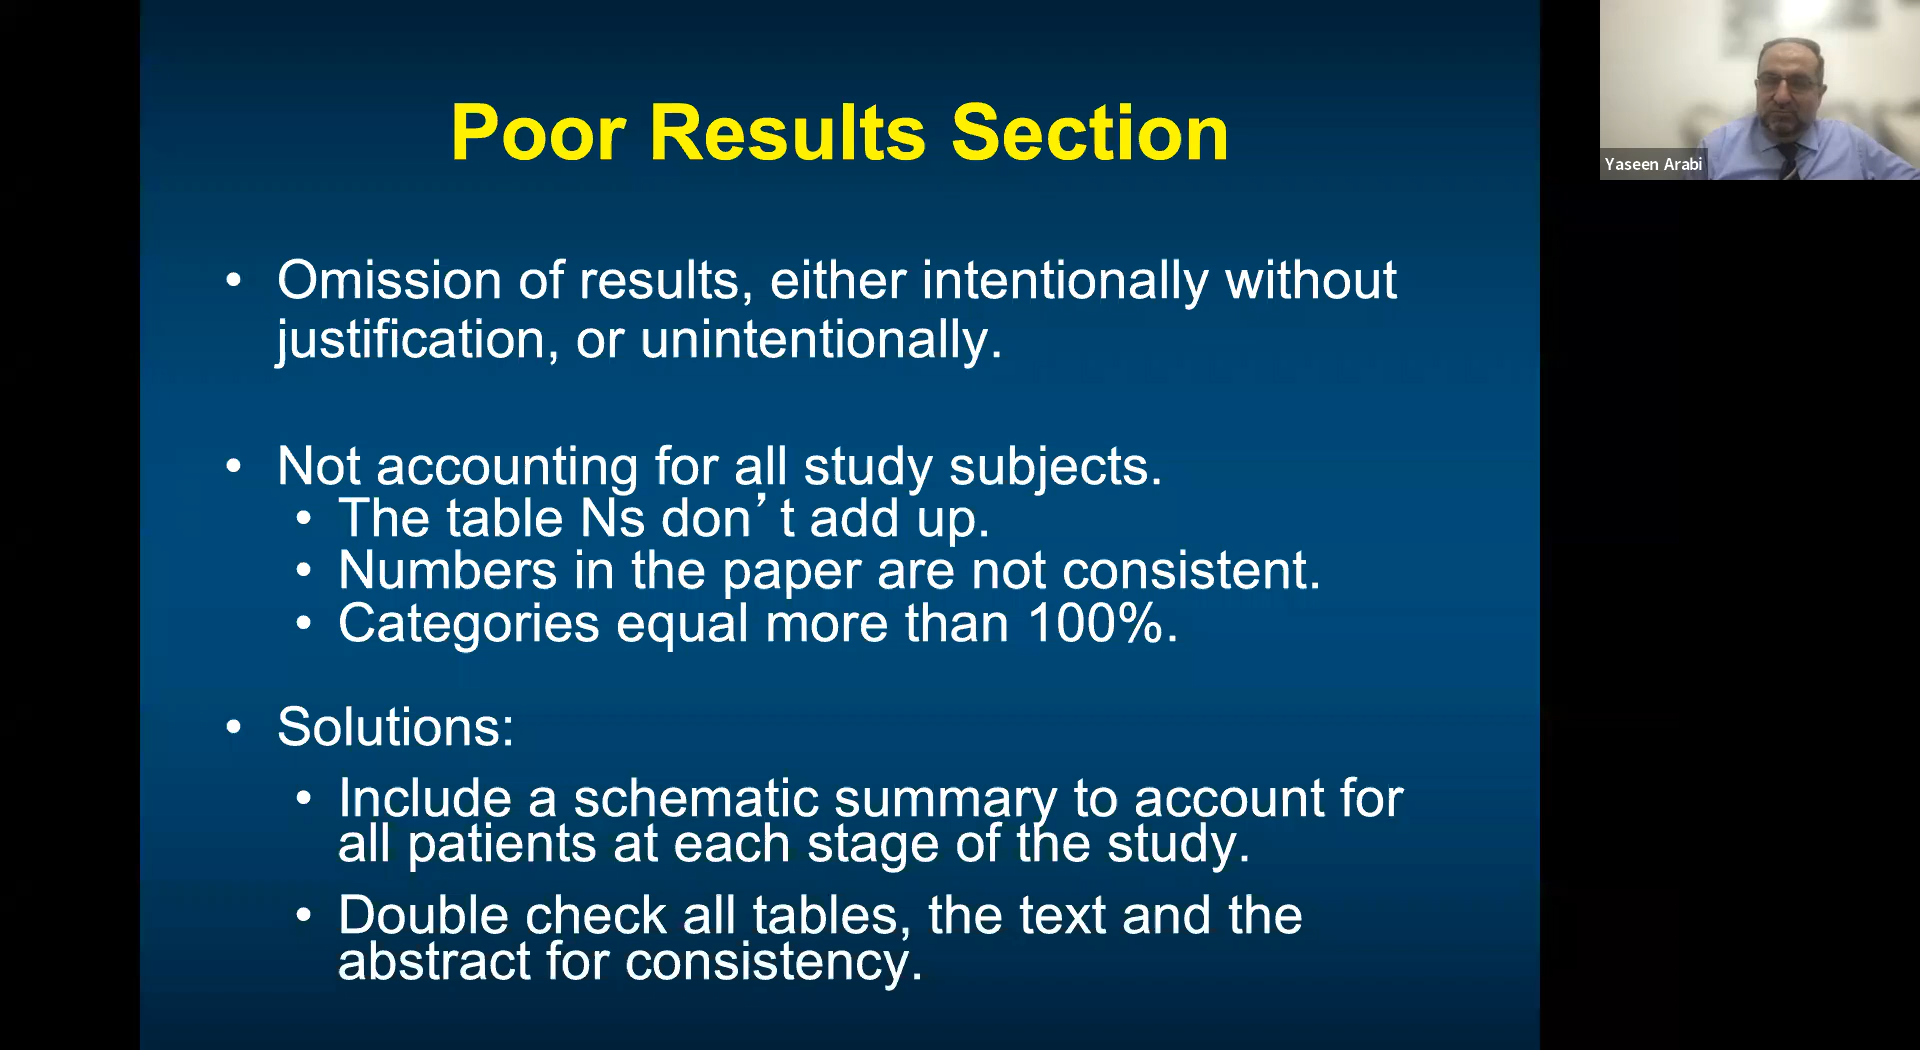 Poor Results Section
Yaseen Arabi
• Omission of results, either intentionally without
justification, or unintentionally.
• Not accounting for all study subjects.
• The table Ns don’t add up.
• Numbers in the paper are not consistent.
• Categories equal more than 100%.
• Solutions:
• Include a schematic summary to account for
all patients at each stage of the study.
• Double check all tables, the text and the
abstract for consistency.